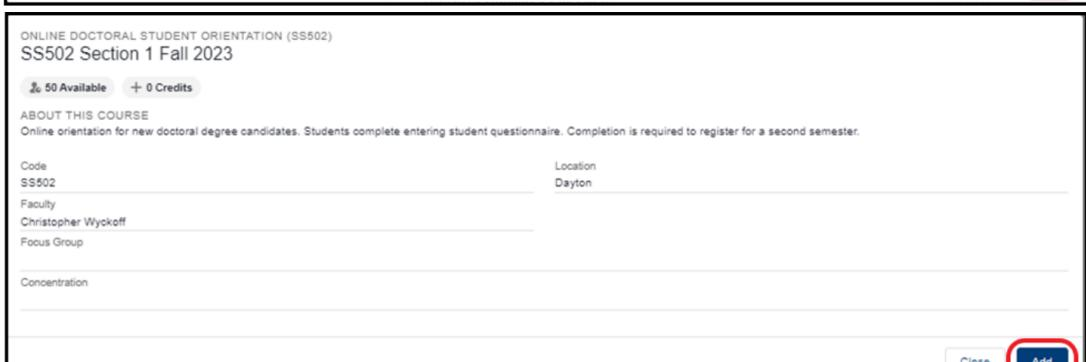 ONLINE DOCTORAL STUDENT ORIENTATION (SS502)
SS502 Section 1 Fall 2023
50 Available + 0 Credits
ABOUT THIS COURSE
Online orientation for new doctoral degree candidates. Students complete entering student questionnaire. Completion is required to register for a second semester.
Code Location
SS502 Dayton
Faculty
Christopher Wyckoff
Focus Group
Concentration
Close Add